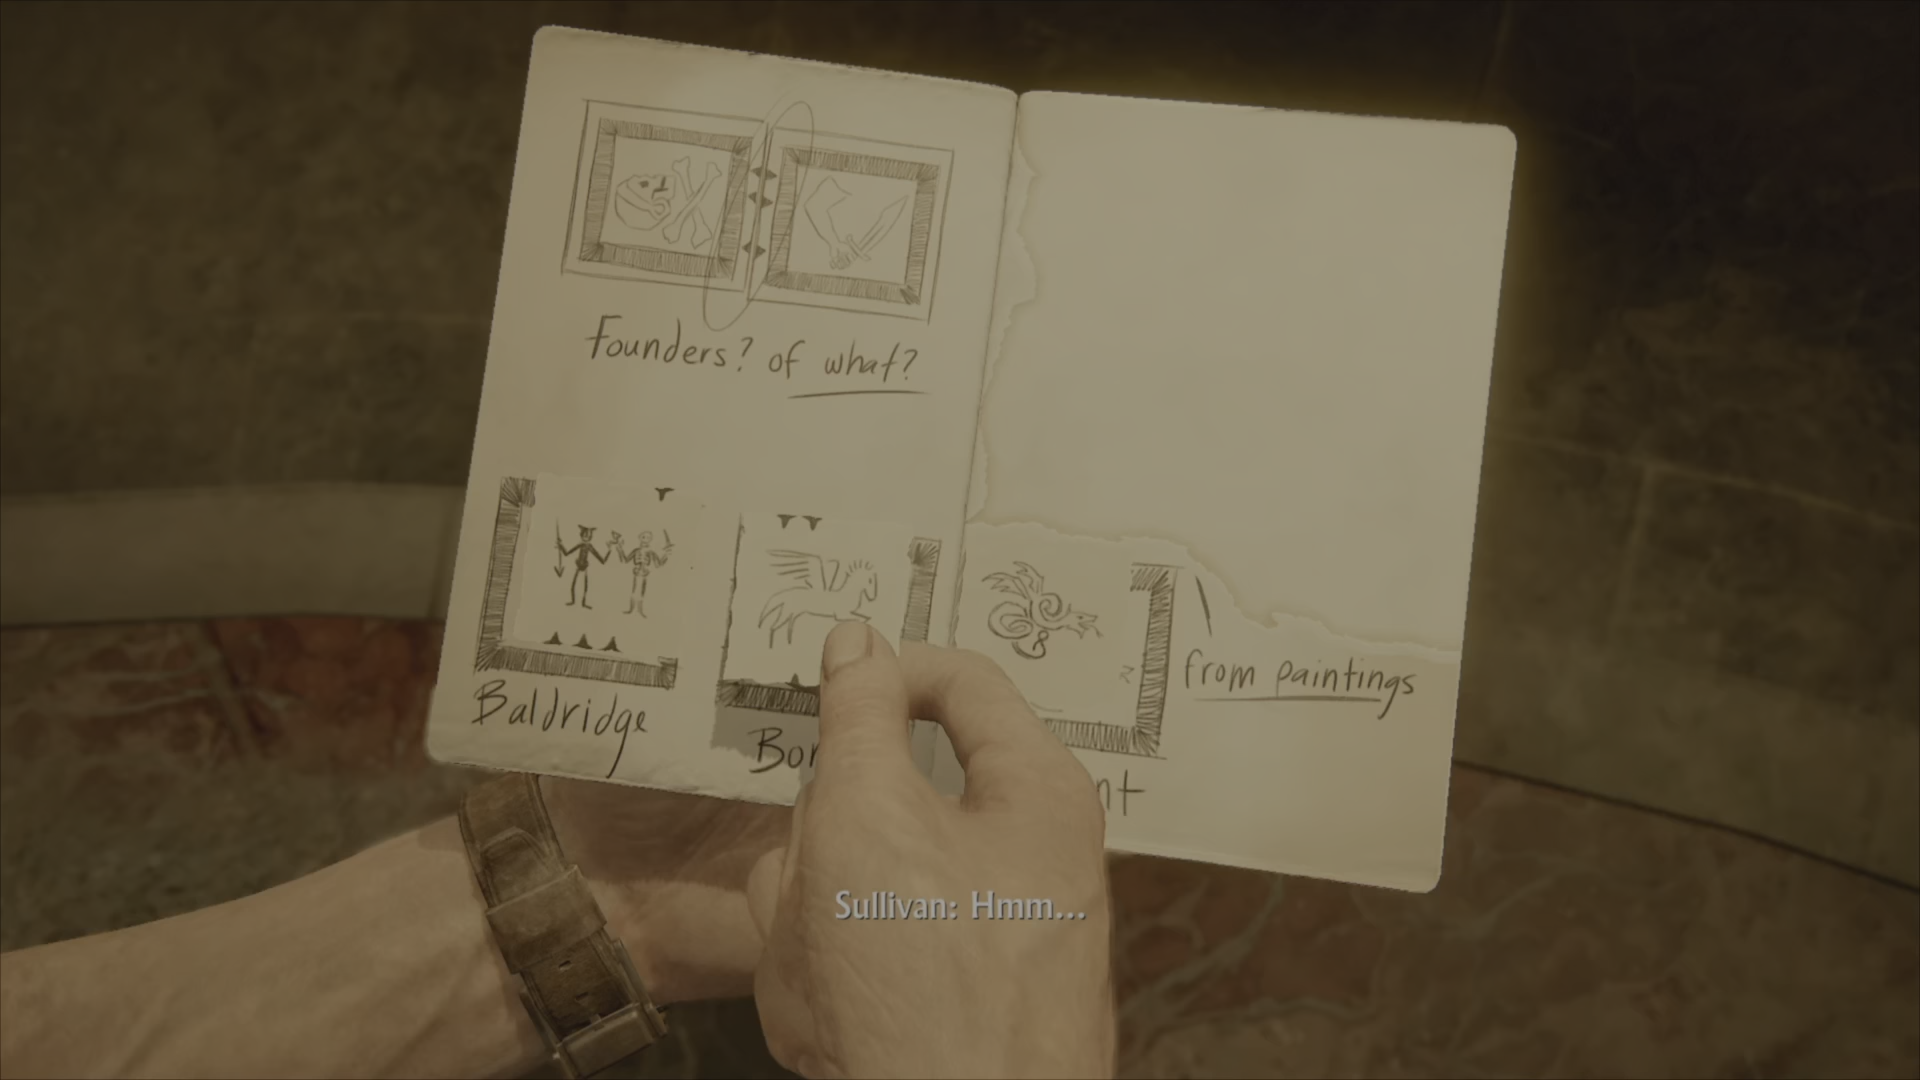 Founders? of what?
Baldridge
from paintings
Sullivan: Hmm...